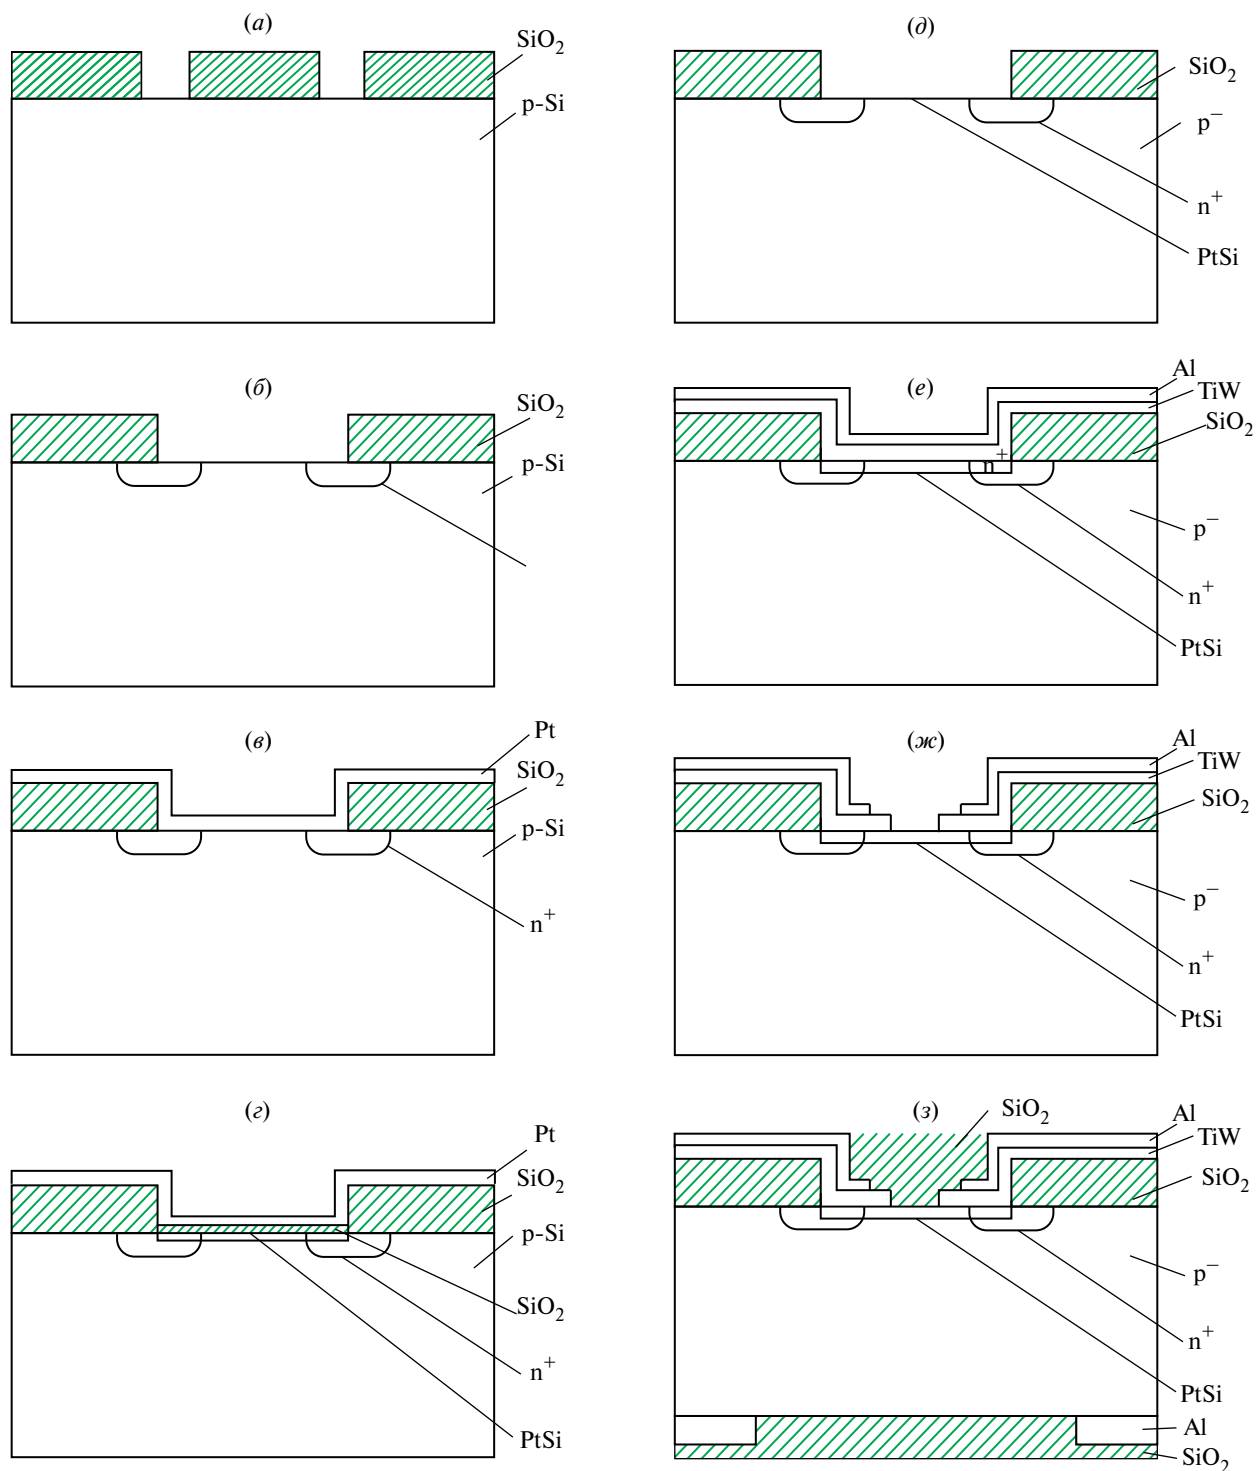 (а)
SiO2
p-Si
(б)
SiO2
p-Si
(в)
Pt
SiO2
p-Si
n+
(г)
Pt
SiO2
p-Si
SiO2
n+
PtSi
(д)
SiO2
p−
n+
PtSi
(е)
Al
TiW
SiO2
n+
p−
n+
PtSi
(ж)
Al
TiW
SiO2
p−
n+
PtSi
(з)
SiO2
Al
TiW
SiO2
p−
n+
PtSi
Al
SiO2